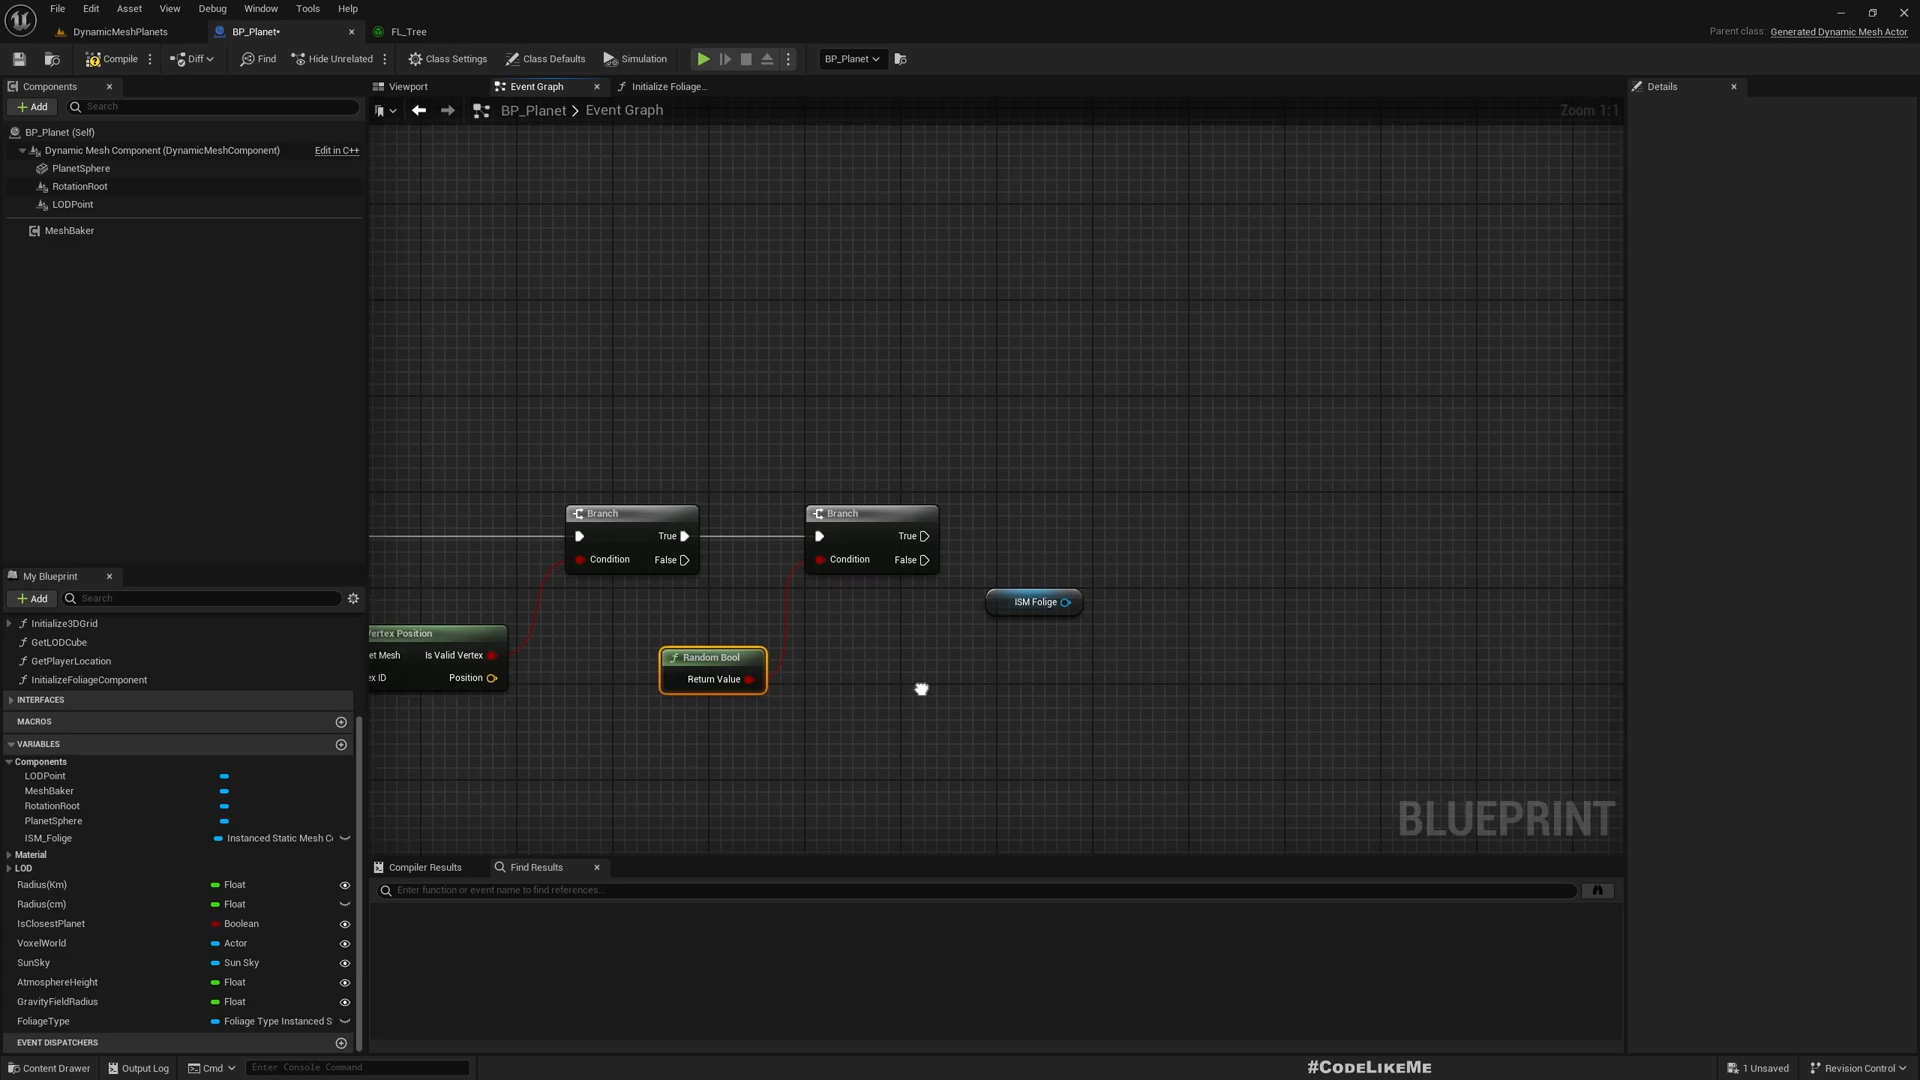 File Edit Asset View Debug Window Tools Help
DynamicMeshPlanets
BP_Planet•
FL_Tree
Parent class: Generated Dynamic Mesh Actor
Compile
Diff
Find
Hide Unrelated
Class Settings
Class Defaults
Simulation
BP_Planet
Components
Viewport
Event Graph
Initialize Foliage...
Details
Add
Search
BP_Planet > Event Graph
Zoom 1:1
BP_Planet (Self)
Dynamic Mesh Component (DynamicMeshComponent)
Edit in C++
PlanetSphere
RotationRoot
LODPoint
MeshBaker
Branch
True
Condition
False
Branch
True
Condition
False
ISM Folige
Vertex Position
et Mesh
Is Valid Vertex
ex ID
Position
Random Bool
Return Value
BLUEPRINT
My Blueprint
Add
Search
Initialize3DGrid
GetLODCube
GetPlayerLocation
InitializeFoliageComponent
INTERFACES
MACROS
VARIABLES
Components
LODPoint
MeshBaker
RotationRoot
PlanetSphere
ISM_Folige Instanced Static Mesh C
Material
LOD
Radius(Km) Float
Radius(cm) Float
IsClosestPlanet Boolean
VoxelWorld Actor
SunSky Sun Sky
AtmosphereHeight Float
GravityFieldRadius Float
FoliageType Foliage Type Instanced S
EVENT DISPATCHERS
Compiler Results
Find Results
Enter function or event name to find references...
Content Drawer
Output Log
Cmd
Enter Console Command
#CodeLikeMe
1 Unsaved
Revision Control